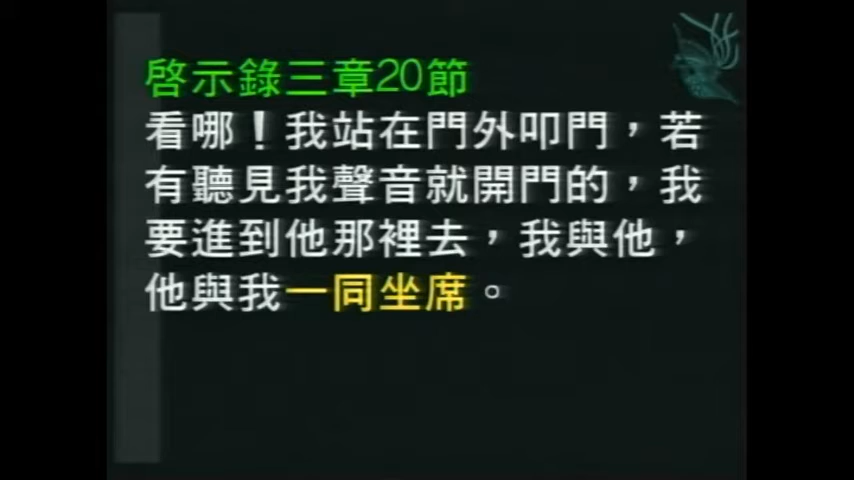 啓示錄三章20節
看哪！我站在門外叩門，若
有聽見我聲音就開門的，我
要進到他那裡去，我與他，
他與我一同坐席。